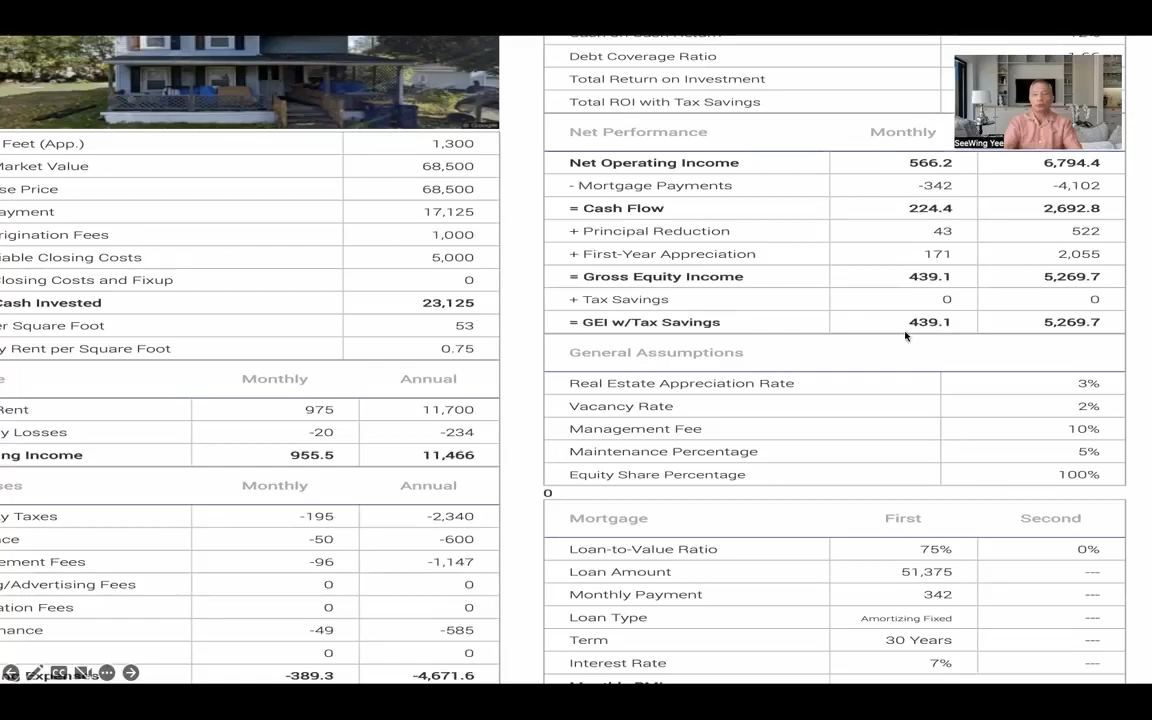 Feet (App.) 1,300
Market Value 68,500
se Price 68,500
ayment 17,125
rigination Fees 1,000
iable Closing Costs 5,000
Closing Costs and Fixup 0
Cash Invested 23,125
er Square Foot 53
y Rent per Square Foot 0.75
e Monthly Annual
Rent 975 11,700
y Losses -20 -234
ng Income 955.5 11,466
ses Monthly Annual
y Taxes -195 -2,340
ce -50 -600
ement Fees -96 -1,147
g/Advertising Fees 0 0
ation Fees 0 0
nance -49 -585
0 0
Expenses -389.3 -4,671.6
Cash on Cash Return
Debt Coverage Ratio
Total Return on Investment
Total ROI with Tax Savings
SeeWing Yee
Net Performance Monthly
Net Operating Income 566.2 6,794.4
- Mortgage Payments -342 -4,102
= Cash Flow 224.4 2,692.8
+ Principal Reduction 43 522
+ First-Year Appreciation 171 2,055
= Gross Equity Income 439.1 5,269.7
+ Tax Savings 0 0
= GEI w/Tax Savings 439.1 5,269.7
General Assumptions
Real Estate Appreciation Rate 3%
Vacancy Rate 2%
Management Fee 10%
Maintenance Percentage 5%
Equity Share Percentage 100%
0
Mortgage First Second
Loan-to-Value Ratio 75% 0%
Loan Amount 51,375 ---
Monthly Payment 342 ---
Loan Type Amortizing Fixed ---
Term 30 Years ---
Interest Rate 7% ---